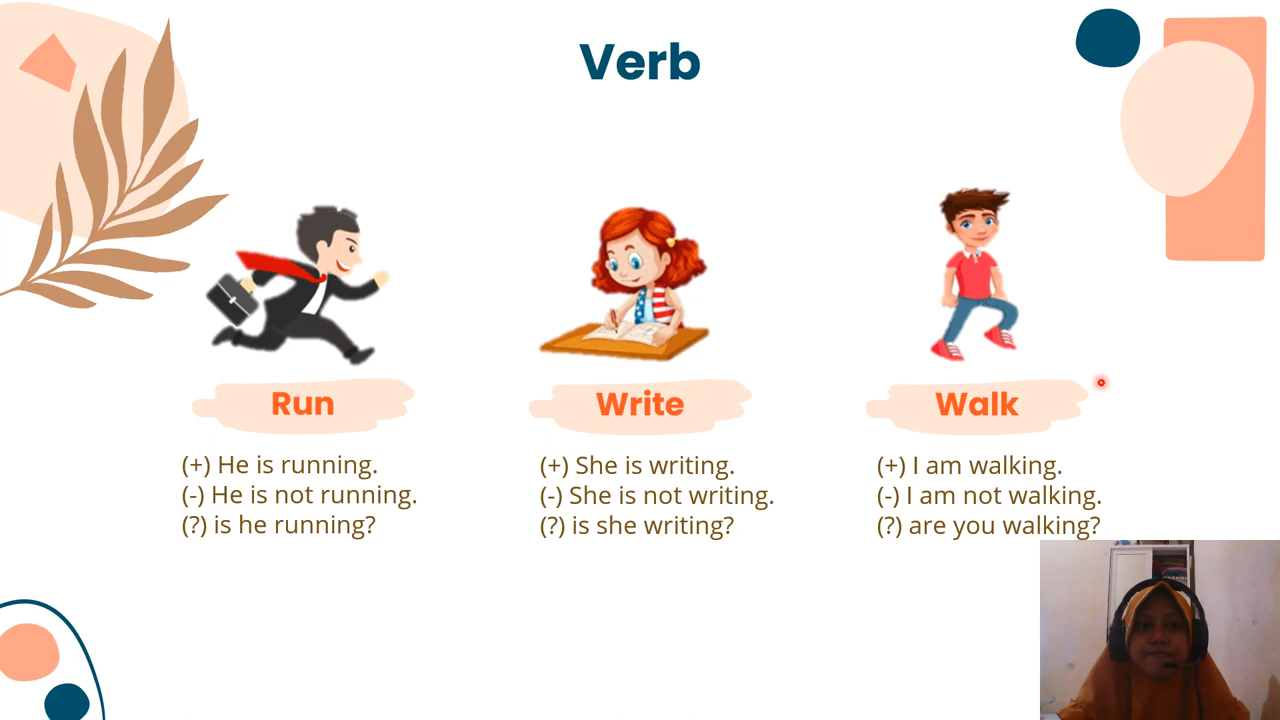 Verb
Run
(+) He is running.
(-) He is not running.
(?) is he running?
Write
(+) She is writing.
(-) She is not writing.
(?) is she writing?
Walk
(+) I am walking.
(-) I am not walking.
(?) are you walking?